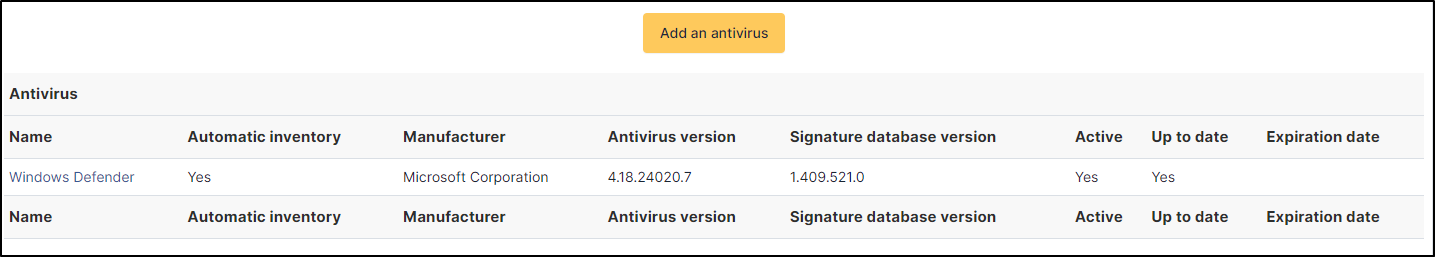 Add an antivirus
Antivirus
Name Automatic inventory Manufacturer Antivirus version Signature database version Active Up to date Expiration date
Windows Defender Yes Microsoft Corporation 4.18.24020.7 1.409.521.0 Yes Yes
Name Automatic inventory Manufacturer Antivirus version Signature database version Active Up to date Expiration date